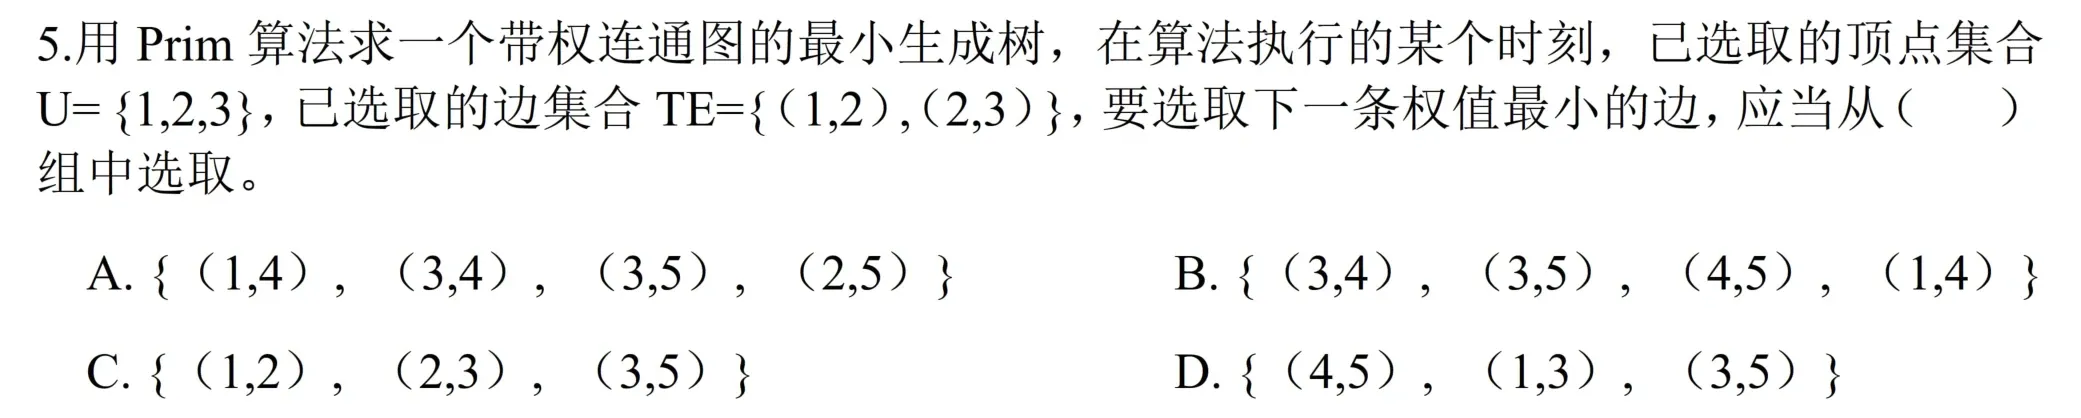 5.用 Prim 算法求一个带权连通图的最小生成树，在算法执行的某个时刻，已选取的顶点集合
U= {1,2,3}，已选取的边集合 TE={（1,2）,（2,3）}，要选取下一条权值最小的边，应当从（　　）
组中选取。
A. {（1,4），（3,4），（3,5），（2,5）}　　B. {（3,4），（3,5），（4,5），（1,4）}
C. {（1,2），（2,3），（3,5）}　　D. {（4,5），（1,3），（3,5）}